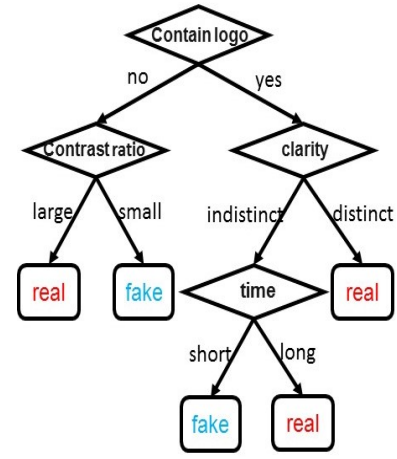 Contain logo
no
yes
Contrast ratio
clarity
large
small
indistinct
distinct
real
fake
time
real
short
long
fake
real